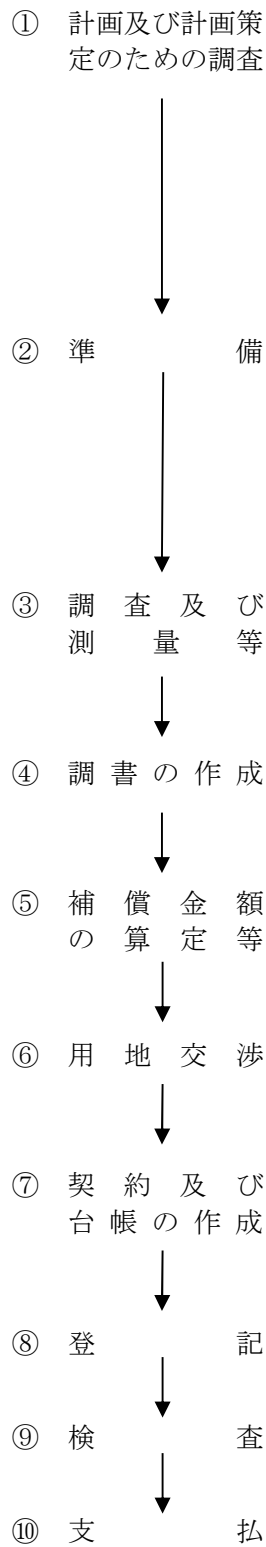 ① 計画及び計画策
定のための調査
② 準備
③ 調査及び
測量等
④ 調書の作成
⑤ 補償金額
の算定等
⑥ 用地交渉
⑦ 契約及び
台帳の作成
⑧ 登記
⑨ 検査
⑩ 支払